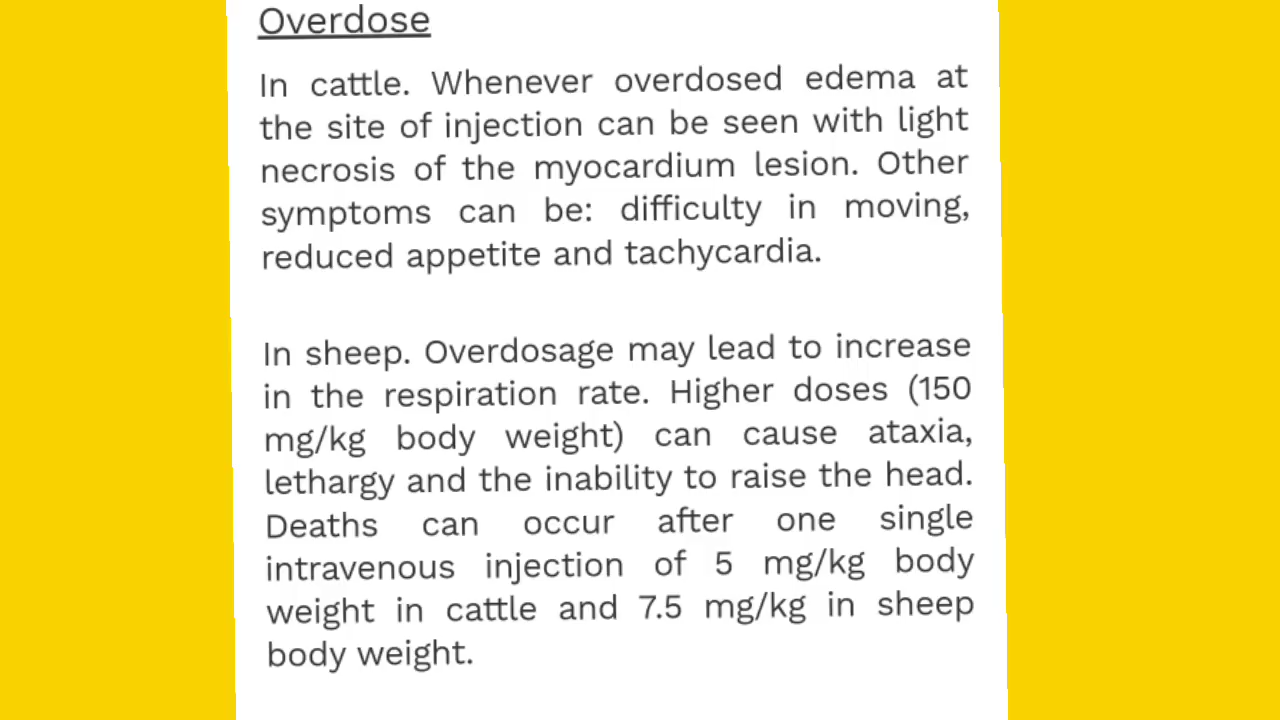 Overdose
In cattle. Whenever overdosed edema at
the site of injection can be seen with light
necrosis of the myocardium lesion. Other
symptoms can be: difficulty in moving,
reduced appetite and tachycardia.
In sheep. Overdosage may lead to increase
in the respiration rate. Higher doses (150
mg/kg body weight) can cause ataxia,
lethargy and the inability to raise the head.
Deaths can occur after one single
intravenous injection of 5 mg/kg body
weight in cattle and 7.5 mg/kg in sheep
body weight.